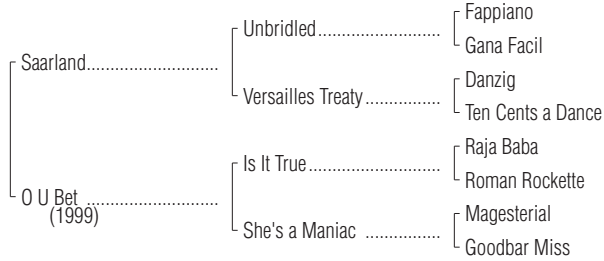 Fappiano
Unbridled..........................
Gana Facil
Saarland............................
Danzig
Versailles Treaty ................
Ten Cents a Dance
Raja Baba
Is It True ............................
Roman Rockette
O U Bet ............................
(1999)
Magesterial
She's a Maniac ................
Goodbar Miss